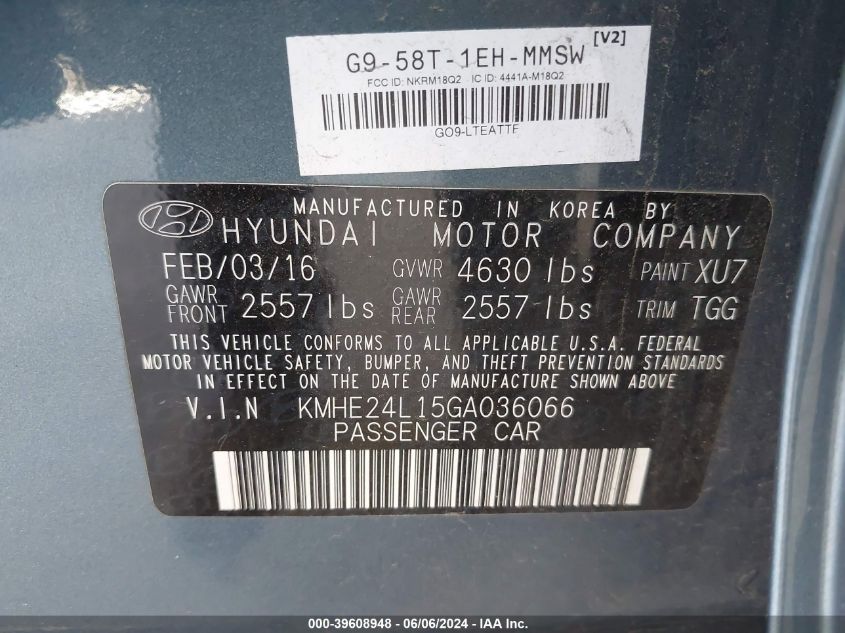 [V2]
G9-58T-1EH-MMSW
FCC ID: NKRM18Q2 IC ID: 4441A-M18Q2
GO9-LTEATTF
MANUFACTURED IN KOREA BY
HYUNDAI MOTOR COMPANY
FEB/03/16 GVWR 4630 lbs PAINT XU7
GAWR FRONT 2557 lbs GAWR REAR 2557 lbs TRIM TGG
THIS VEHICLE CONFORMS TO ALL APPLICABLE U.S.A. FEDERAL
MOTOR VEHICLE SAFETY, BUMPER, AND THEFT PREVENTION STANDARDS
IN EFFECT ON THE DATE OF MANUFACTURE SHOWN ABOVE
V.I.N KMHE24L15GA036066
PASSENGER CAR
000-39608948 - 06/06/2024 - IAA Inc.